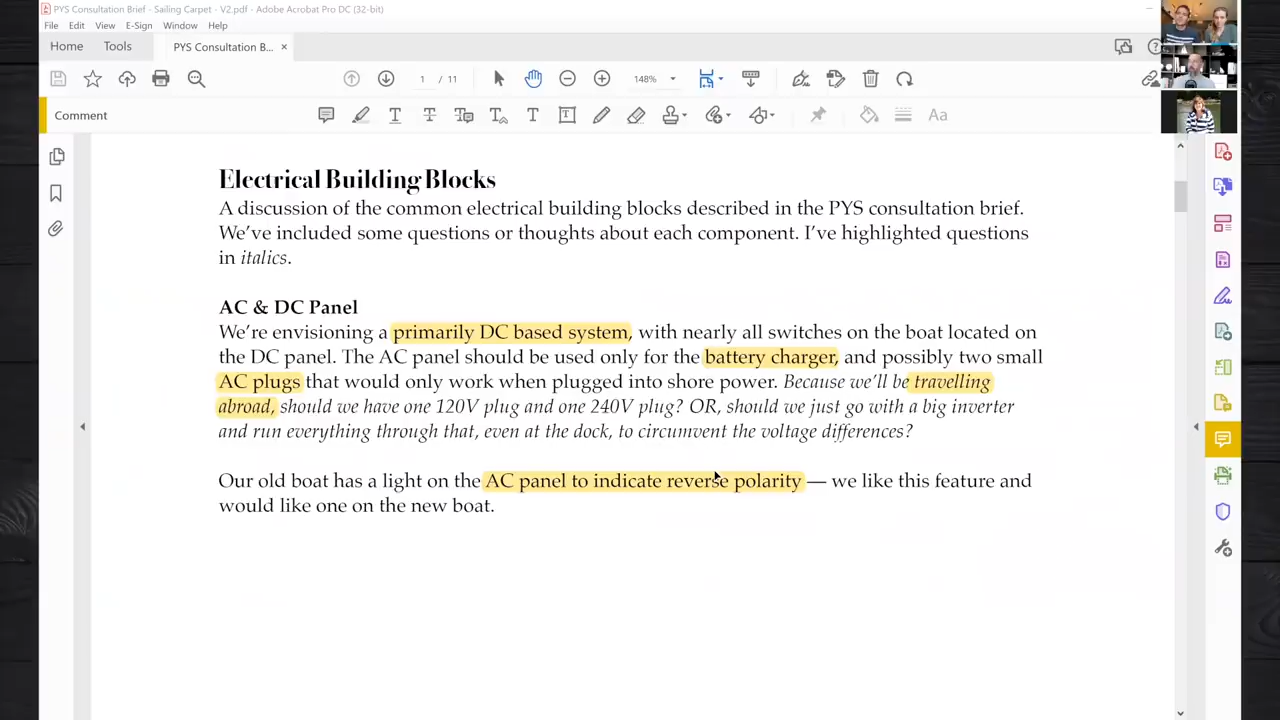 PYS Consultation Brief - Sailing Carpet - V2.pdf - Adobe Acrobat Pro DC (32-bit)
File Edit View E-Sign Window Help
Home Tools PYS Consultation B... ×
1 / 11 148%
Comment
Electrical Building Blocks
A discussion of the common electrical building blocks described in the PYS consultation brief.
We've included some questions or thoughts about each component. I've highlighted questions
in italics.
AC & DC Panel
We're envisioning a primarily DC based system, with nearly all switches on the boat located on
the DC panel. The AC panel should be used only for the battery charger, and possibly two small
AC plugs that would only work when plugged into shore power. Because we'll be travelling
abroad, should we have one 120V plug and one 240V plug? OR, should we just go with a big inverter
and run everything through that, even at the dock, to circumvent the voltage differences?
Our old boat has a light on the AC panel to indicate reverse polarity — we like this feature and
would like one on the new boat.